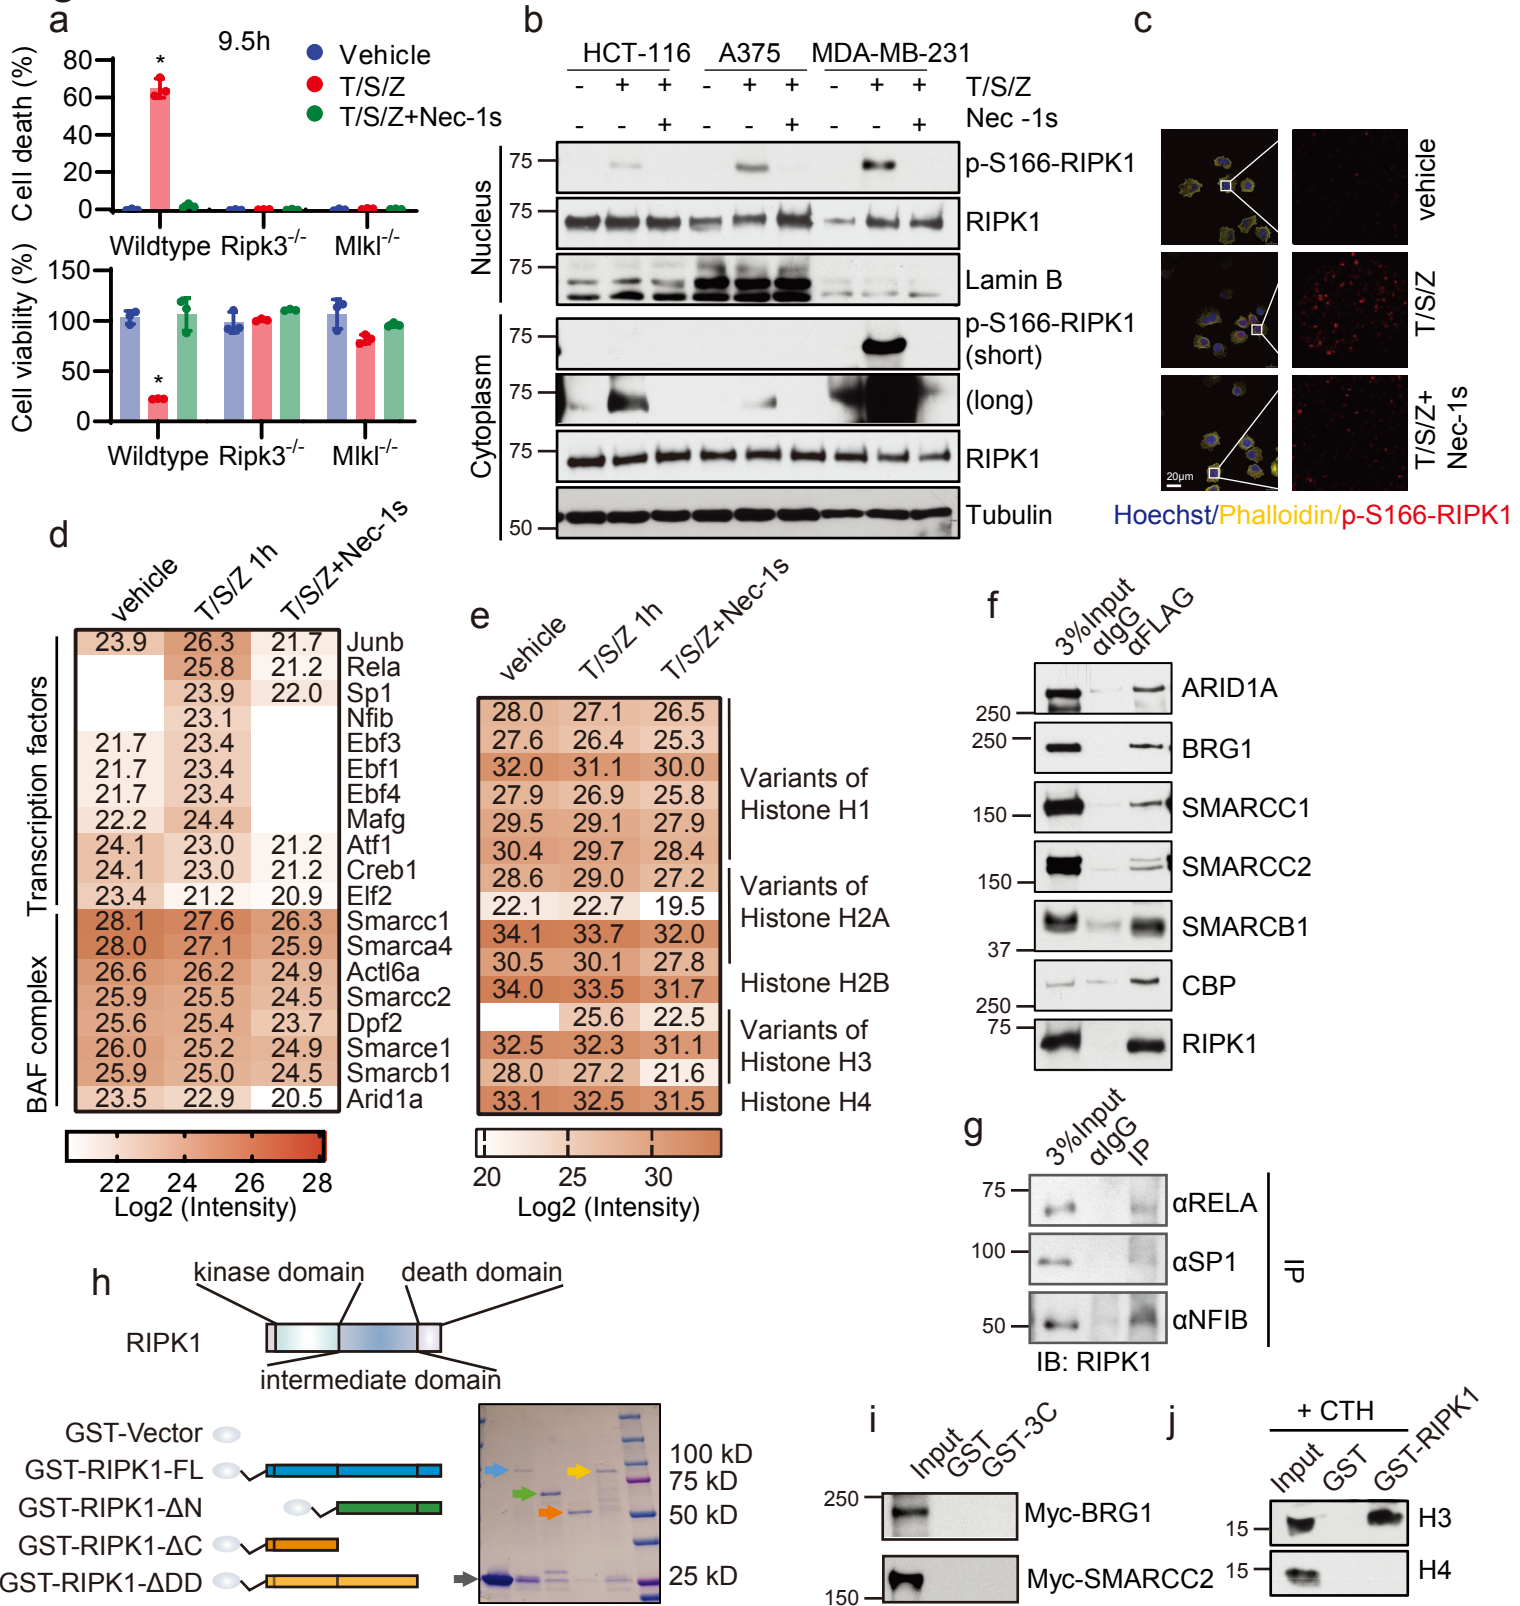 a
9.5h
Vehicle
T/S/Z
T/S/Z+Nec-1s
Cell death (%)
80
60
40
20
0
*
Wildtype Ripk3-/- Mlkl-/-
Cell viability (%)
150
100
50
0
*
Wildtype Ripk3-/- Mlkl-/-
b
HCT-116 A375 MDA-MB-231
- + + - + + - + + T/S/Z
- - + - - + - - + Nec -1s
Nucleus
75 p-S166-RIPK1
75 RIPK1
75 Lamin B
Cytoplasm
75 p-S166-RIPK1
(short)
75 (long)
75 RIPK1
50 Tubulin
c
vehicle
T/S/Z
T/S/Z+
Nec-1s
20μm
Hoechst/Phalloidin/p-S166-RIPK1
d
vehicle T/S/Z 1h T/S/Z+Nec-1s
Transcription factors
23.9 26.3 21.7 Junb
25.8 21.2 Rela
23.9 22.0 Sp1
23.1 Nfib
21.7 23.4 Ebf3
21.7 23.4 Ebf1
21.7 23.4 Ebf4
22.2 24.4 Mafg
24.1 23.0 21.2 Atf1
24.1 23.0 21.2 Creb1
23.4 21.2 20.9 Elf2
BAF complex
28.1 27.6 26.3 Smarcc1
28.0 27.1 25.9 Smarca4
26.6 26.2 24.9 Actl6a
25.9 25.5 24.5 Smarcc2
25.6 25.4 23.7 Dpf2
26.0 25.2 24.9 Smarce1
25.9 25.0 24.5 Smarcb1
23.5 22.9 20.5 Arid1a
22 24 26 28
Log2 (Intensity)
e
vehicle T/S/Z 1h T/S/Z+Nec-1s
28.0 27.1 26.5
27.6 26.4 25.3
32.0 31.1 30.0
27.9 26.9 25.8
29.5 29.1 27.9
30.4 29.7 28.4
Variants of
Histone H1
28.6 29.0 27.2
22.1 22.7 19.5
34.1 33.7 32.0
30.5 30.1 27.8
Variants of
Histone H2A
34.0 33.5 31.7
Histone H2B
25.6 22.5
32.5 32.3 31.1
28.0 27.2 21.6
Variants of
Histone H3
33.1 32.5 31.5
Histone H4
20 25 30
Log2 (Intensity)
f
3%Input αIgG αFLAG
ARID1A
250
250 BRG1
150 SMARCC1
150 SMARCC2
37 SMARCB1
250 CBP
75 RIPK1
g
3%Input αIgG IP
75 αRELA
100 αSP1
50 αNFIB
IP
IB: RIPK1
h
kinase domain death domain
RIPK1
intermediate domain
GST-Vector
GST-RIPK1-FL
GST-RIPK1-ΔN
GST-RIPK1-ΔC
GST-RIPK1-ΔDD
100 kD
75 kD
50 kD
25 kD
i
Input GST GST-3C
250 Myc-BRG1
150 Myc-SMARCC2
j
+ CTH
Input GST GST-RIPK1
15 H3
15 H4